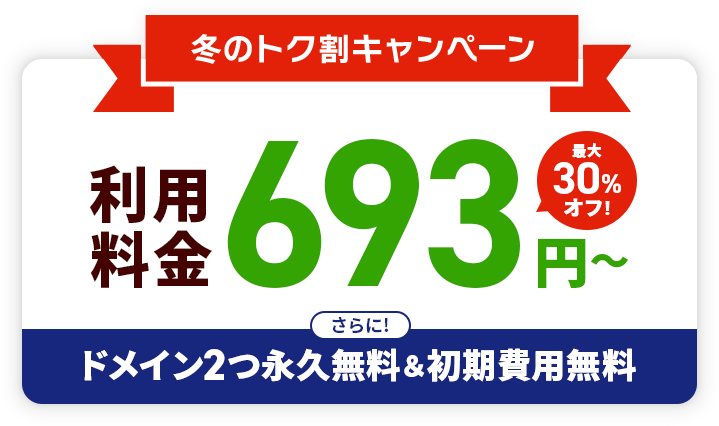 冬のトク割キャンペーン
利用
料金
693
円～
最大
30%
オフ!
さらに!
ドメイン2つ永久無料&初期費用無料